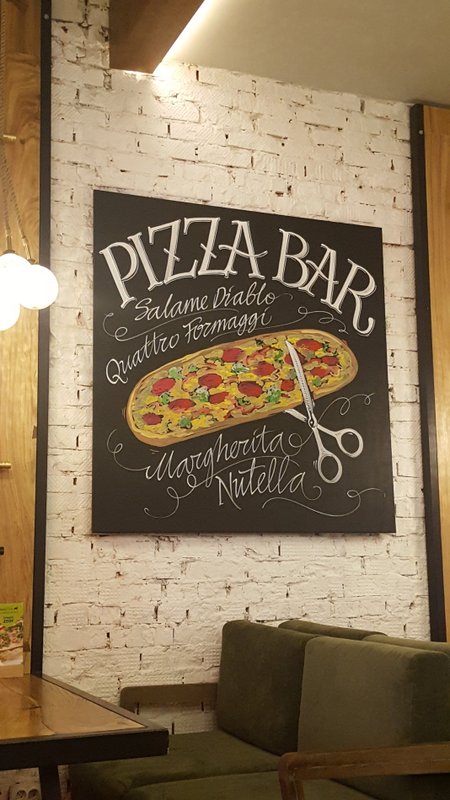 PIZZA BAR
Salame Diablo
Quattro Formaggi
Margherita
Nutella